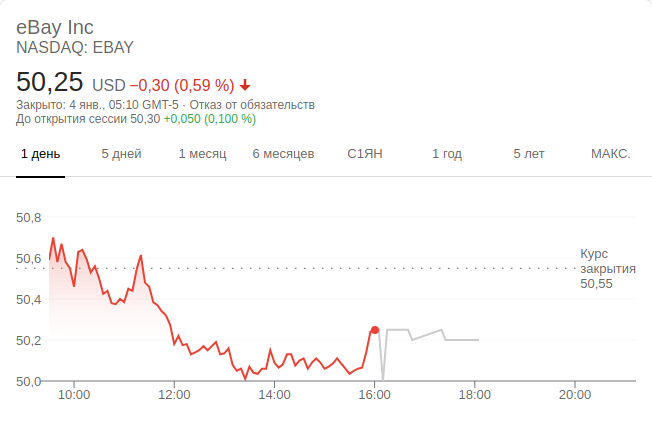 eBay Inc
NASDAQ: EBAY
50,25 USD −0,30 (0,59 %)
Закрыто: 4 янв., 05:10 GMT-5 · Отказ от обязательств
До открытия сессии 50,30 +0,050 (0,100 %)
1 день 5 дней 1 месяц 6 месяцев С1ЯН 1 год 5 лет МАКС.
50,8
50,6
50,4
50,2
50,0
Курс
закрытия
50,55
10:00 12:00 14:00 16:00 18:00 20:00